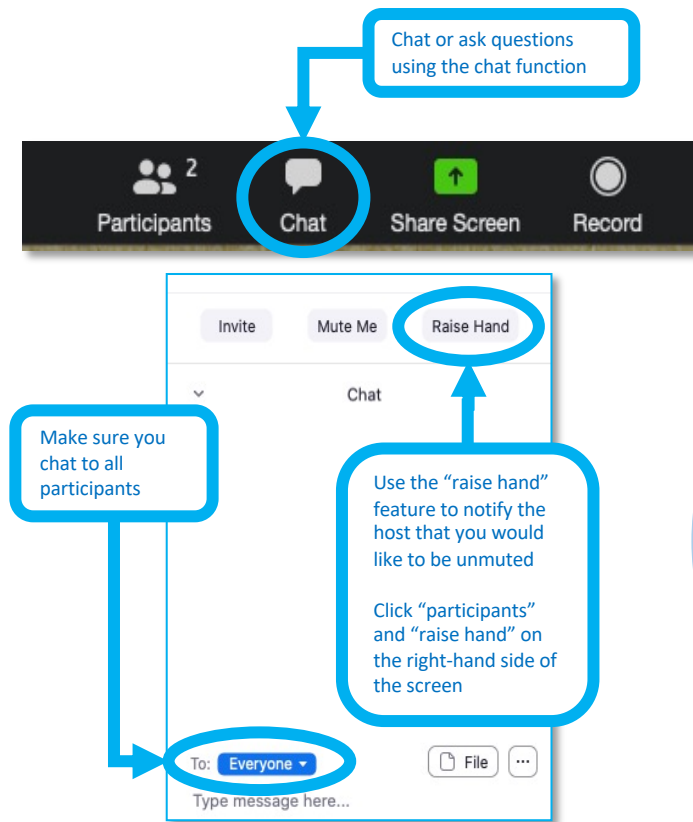 Chat or ask questions
using the chat function
2
Participants
Chat
Share Screen
Record
Invite
Mute Me
Raise Hand
Chat
Make sure you
chat to all
participants
Use the “raise hand”
feature to notify the
host that you would
like to be unmuted
Click “participants”
and “raise hand” on
the right-hand side of
the screen
To: Everyone
File
...
Type message here...